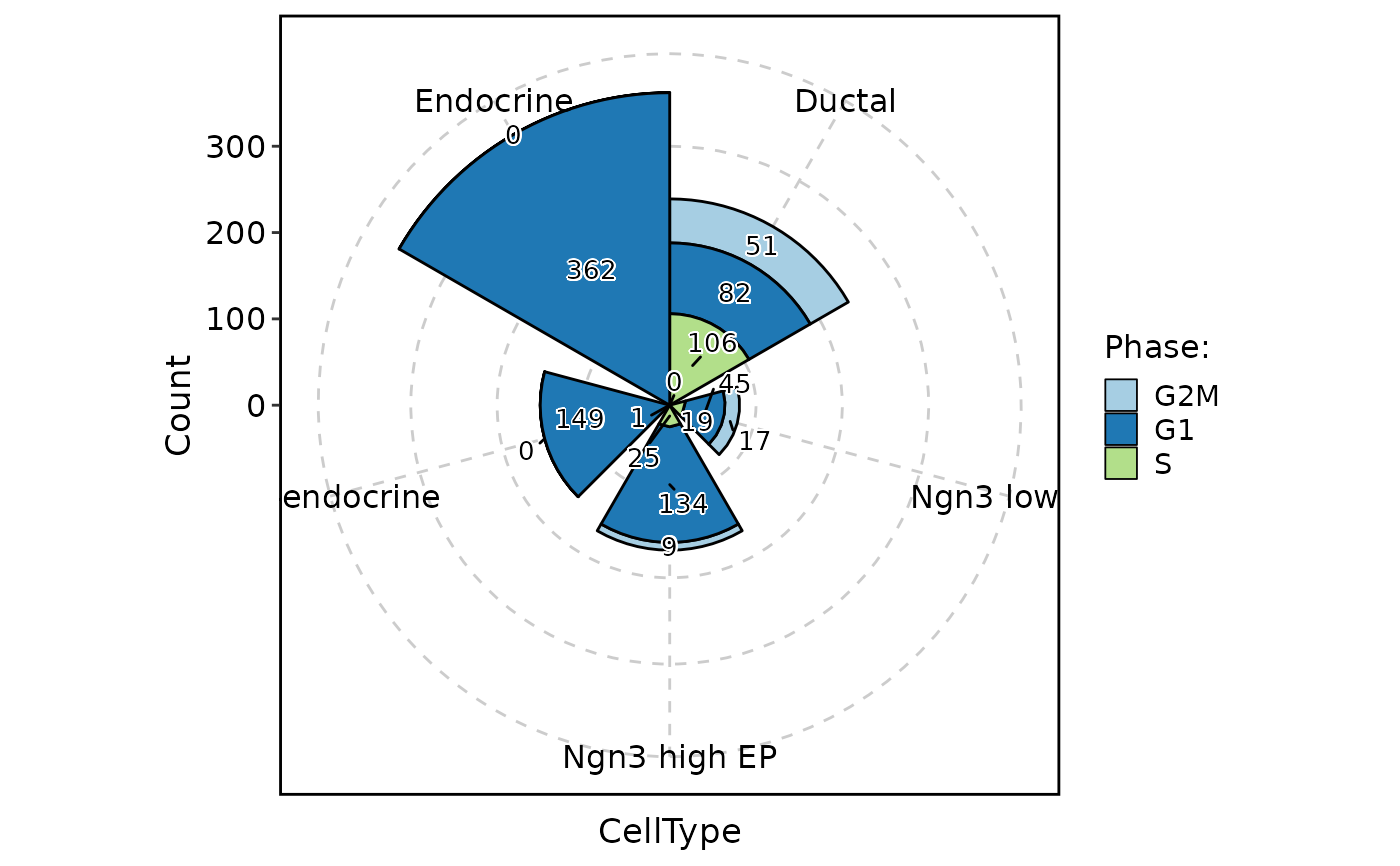 Endocrine
Ductal
0
300
200
100
0
Count
51
362
82
106
0
45
149
1
19
17
0
25
endocrine
Ngn3 low
134
9
Ngn3 high EP
CellType
Phase:
G2M
G1
S